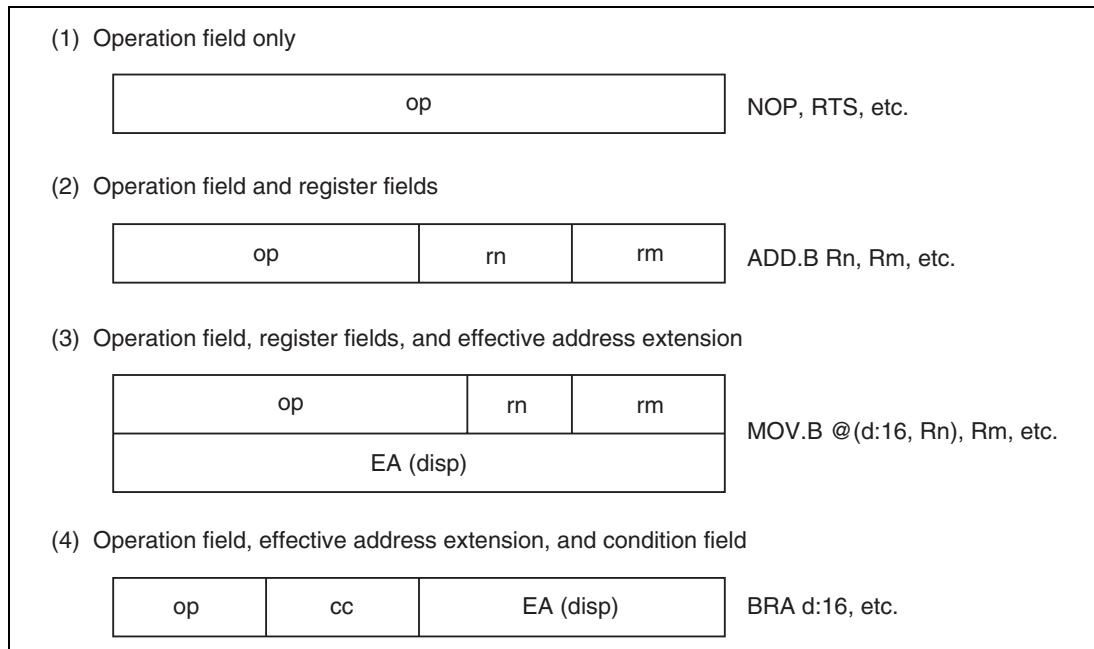 (1) Operation field only
op
NOP, RTS, etc.
(2) Operation field and register fields
op rn rm
ADD.B Rn, Rm, etc.
(3) Operation field, register fields, and effective address extension
op rn rm
EA (disp)
MOV.B @(d:16, Rn), Rm, etc.
(4) Operation field, effective address extension, and condition field
op cc EA (disp)
BRA d:16, etc.